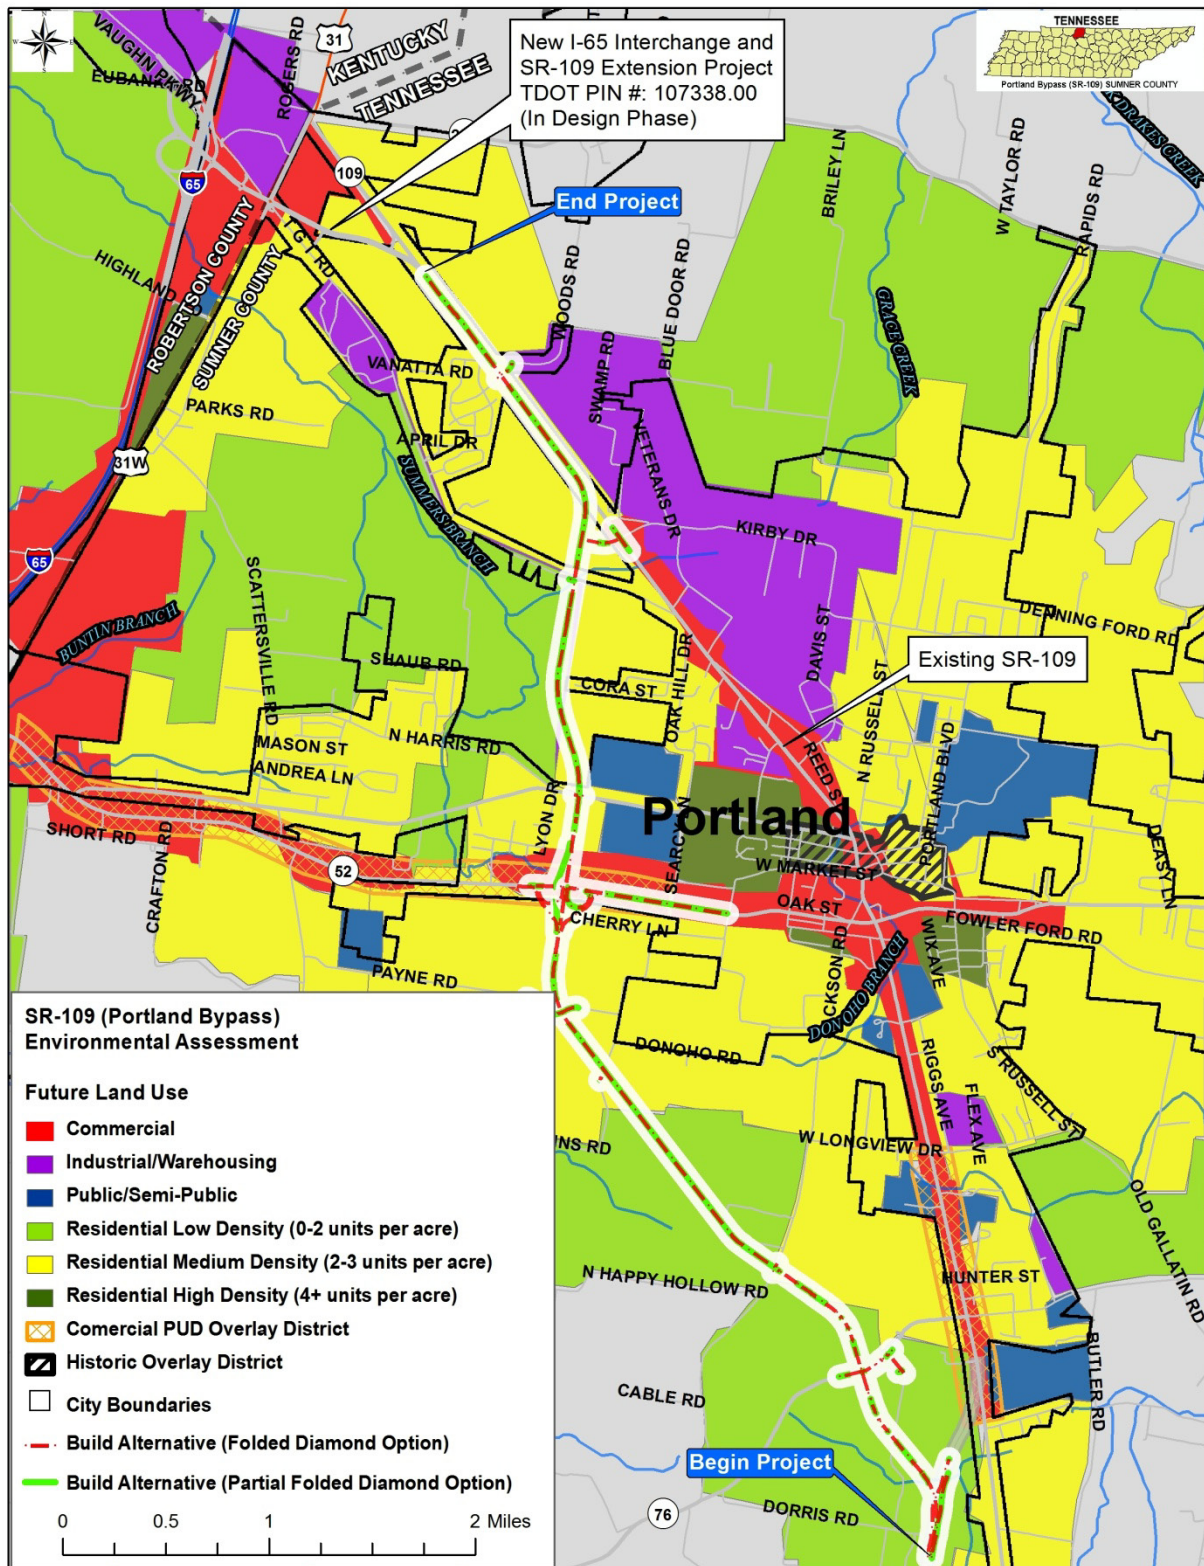 TENNESSEE
Portland Bypass (SR-109) SUMNER COUNTY
N
W
E
S
New I-65 Interchange and
SR-109 Extension Project
TDOT PIN #: 107338.00
(In Design Phase)
VAUGHN PKWY
EUBANK RD
ROGERS RD
31
KENTUCKY
TENNESSEE
DRAKES CREEK
W TAYLOR RD
BRILEY LN
RAPIDS RD
65
109
End Project
T G T RD
HIGHLAND
ROBERTSON COUNTY
SUMNER COUNTY
WOODS RD
BLUE DOOR RD
GRACE CREEK
VANATTA RD
SWAMP RD
PARKS RD
APRIL DR
VETERANS DR
31W
SUMMERS BRANCH
KIRBY DR
65
SCATTERSVILLE RD
BUNTIN BRANCH
DENNING FORD RD
DAVIS ST
SHAUB RD
Existing SR-109
CORA ST
OAK HILL DR
N RUSSELL ST
N HARRIS RD
MASON ST
ANDREA LN
REED ST
PORTLAND BLVD
LYON DR
Portland
SHORT RD
SEARCY LN
W MARKET ST
DEASY LN
CRAFTON RD
52
OAK ST
CHERRY LN
FOWLER FORD RD
WIX AVE
PAYNE RD
CKSON RD
DONOHO BRANCH
DONOHO RD
RIGGS AVE
S RUSSELL ST
FLEX AVE
NS RD
W LONGVIEW DR
OLD GALLATIN RD
N HAPPY HOLLOW RD
HUNTER ST
CABLE RD
BUTLER RD
Begin Project
DORRIS RD
76
SR-109 (Portland Bypass)
Environmental Assessment
Future Land Use
Commercial
Industrial/Warehousing
Public/Semi-Public
Residential Low Density (0-2 units per acre)
Residential Medium Density (2-3 units per acre)
Residential High Density (4+ units per acre)
Comercial PUD Overlay District
Historic Overlay District
City Boundaries
Build Alternative (Folded Diamond Option)
Build Alternative (Partial Folded Diamond Option)
0 0.5 1 2 Miles